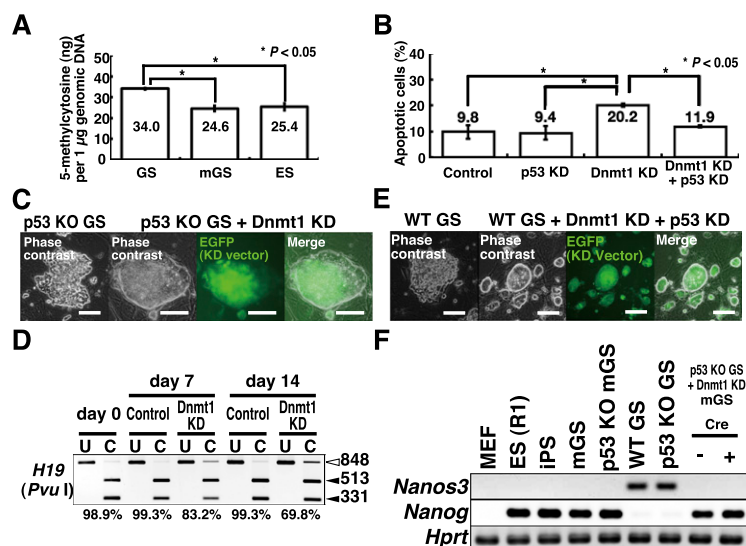 A
* P < 0.05
5-methylcytosine (ng)
per 1 µg genomic DNA
50
40
30
20
10
0
*
*
34.0
24.6
25.4
GS
mGS
ES
B
* P < 0.05
Apoptotic cells (%)
40
30
20
10
0
*
*
*
9.8
9.4
20.2
11.9
Control
p53 KD
Dnmt1 KD
Dnmt1 KD
+ p53 KD
C
p53 KO GS
p53 KO GS + Dnmt1 KD
Phase
contrast
Phase
contrast
EGFP
(KD vector)
Merge
E
WT GS
WT GS + Dnmt1 KD + p53 KD
Phase
contrast
Phase
contrast
EGFP
(KD vector)
Merge
D
day 0
day 7
day 14
Control
Dnmt1
KD
Control
Dnmt1
KD
U C U C U C U C U C
H19
(Pvu I)
848
513
331
98.9% 99.3% 83.2% 99.3% 69.8%
F
MEF
ES (R1)
iPS
mGS
p53 KO mGS
WT GS
p53 KO GS
p53 KO GS
+ Dnmt1 KD
mGS
Cre
- +
Nanos3
Nanog
Hprt